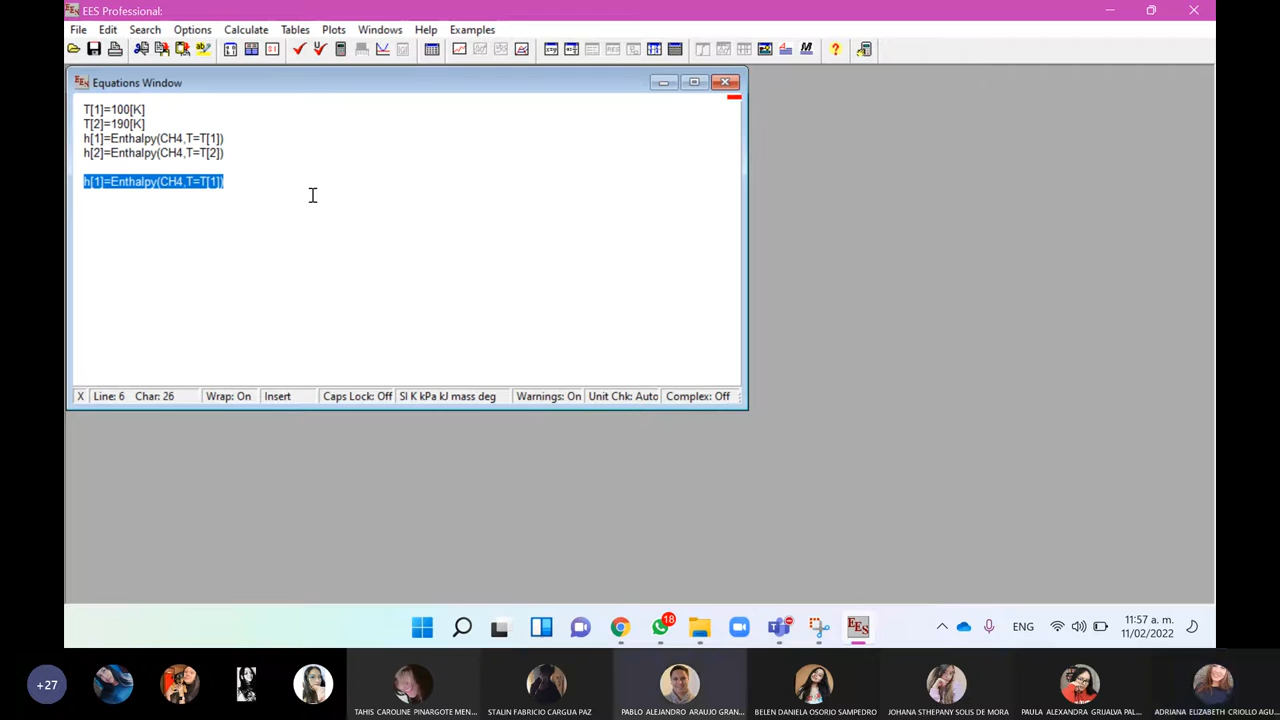 EES Professional:
File Edit Search Options Calculate Tables Plots Windows Help Examples
Equations Window
T[1]=100[K]
T[2]=190[K]
h[1]=Enthalpy(CH4,T=T[1])
h[2]=Enthalpy(CH4,T=T[2])
h[1]=Enthalpy(CH4,T=T[1])
X Line: 6 Char: 26 Wrap: On Insert Caps Lock: Off SI K kPa kJ mass deg Warnings: On Unit Chk: Auto Complex: Off
18 EES ENG 11:57 a. m.
11/02/2022
+27
TAHIS CAROLINE PINARGOTE MEN... STALIN FABRICIO CARGUA PAZ PABLO ALEJANDRO ARAUJO GRAN... BELEN DANIELA OSORIO SAMPEDRO JOHANA STHEPANY SOLIS DE MORA PAULA ALEXANDRA GRIJALVA PAL... ADRIANA ELIZABETH CRIOLLO AGU...